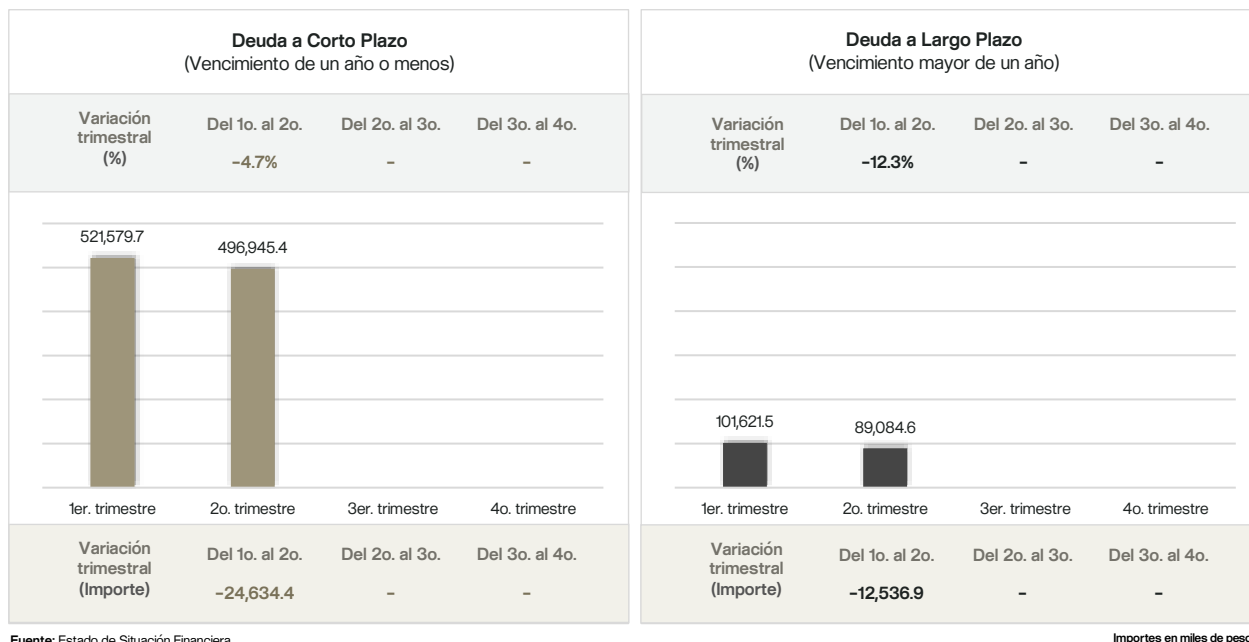 Deuda a Corto Plazo
(Vencimiento de un año o menos)
Variación trimestral (%)
Del 1o. al 2o. Del 2o. al 3o. Del 3o. al 4o.
-4.7% - -
521,579.7
496,945.4
1er. trimestre 2o. trimestre 3er. trimestre 4o. trimestre
Variación trimestral (Importe)
Del 1o. al 2o. Del 2o. al 3o. Del 3o. al 4o.
-24,634.4 - -
Fuente: Estado de Situación Financiera
Deuda a Largo Plazo
(Vencimiento mayor de un año)
Variación trimestral (%)
Del 1o. al 2o. Del 2o. al 3o. Del 3o. al 4o.
-12.3% - -
101,621.5
89,084.6
1er. trimestre 2o. trimestre 3er. trimestre 4o. trimestre
Variación trimestral (Importe)
Del 1o. al 2o. Del 2o. al 3o. Del 3o. al 4o.
-12,536.9 - -
Importes en miles de peso